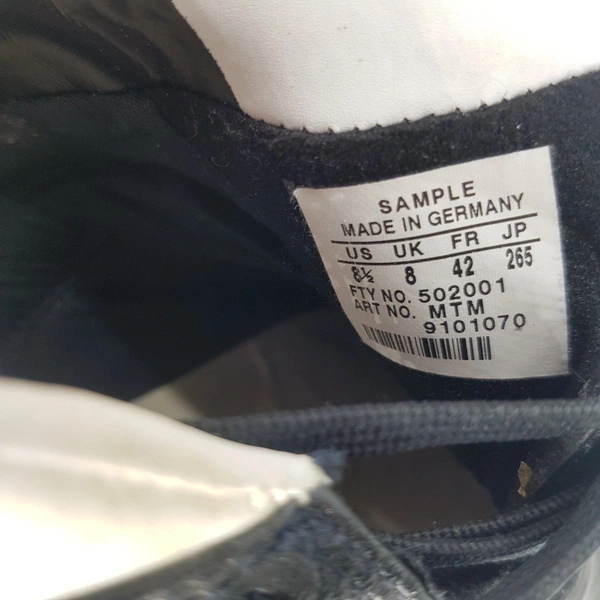 SAMPLE
MADE IN GERMANY
US UK FR JP
8½ 8 42 265
FTY NO. 502001
ART NO. MTM
9101070